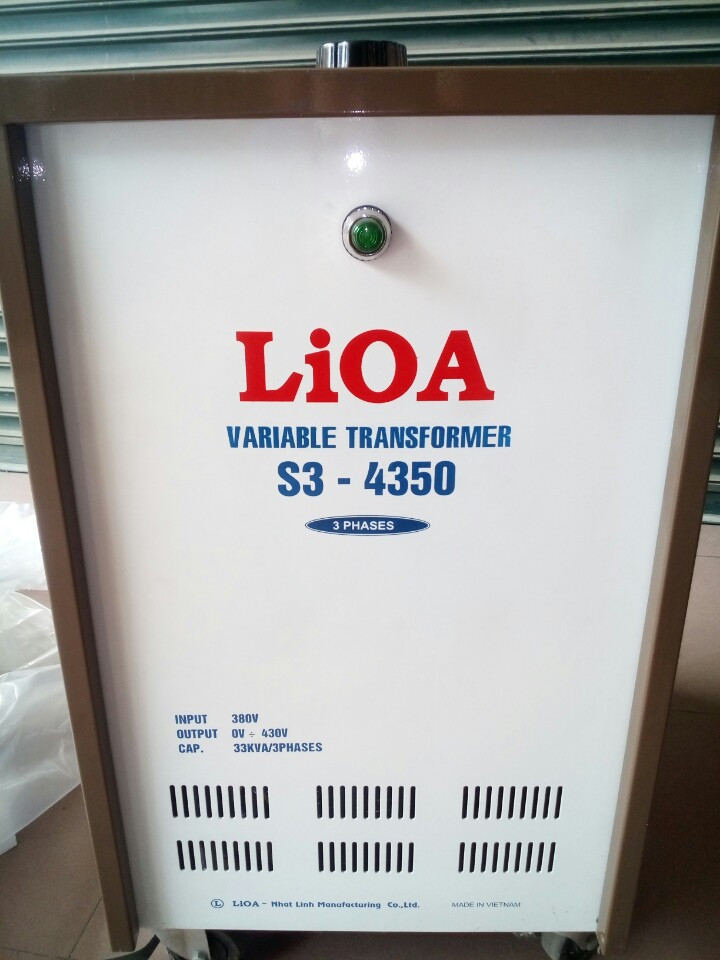 LiOA
VARIABLE TRANSFORMER
S3 - 4350
3 PHASES
INPUT 380V
OUTPUT 0V ÷ 430V
CAP. 33KVA/3PHASES
Ⓛ LiOA - Nhat Linh Manufacturing Co.,Ltd. MADE IN VIETNAM